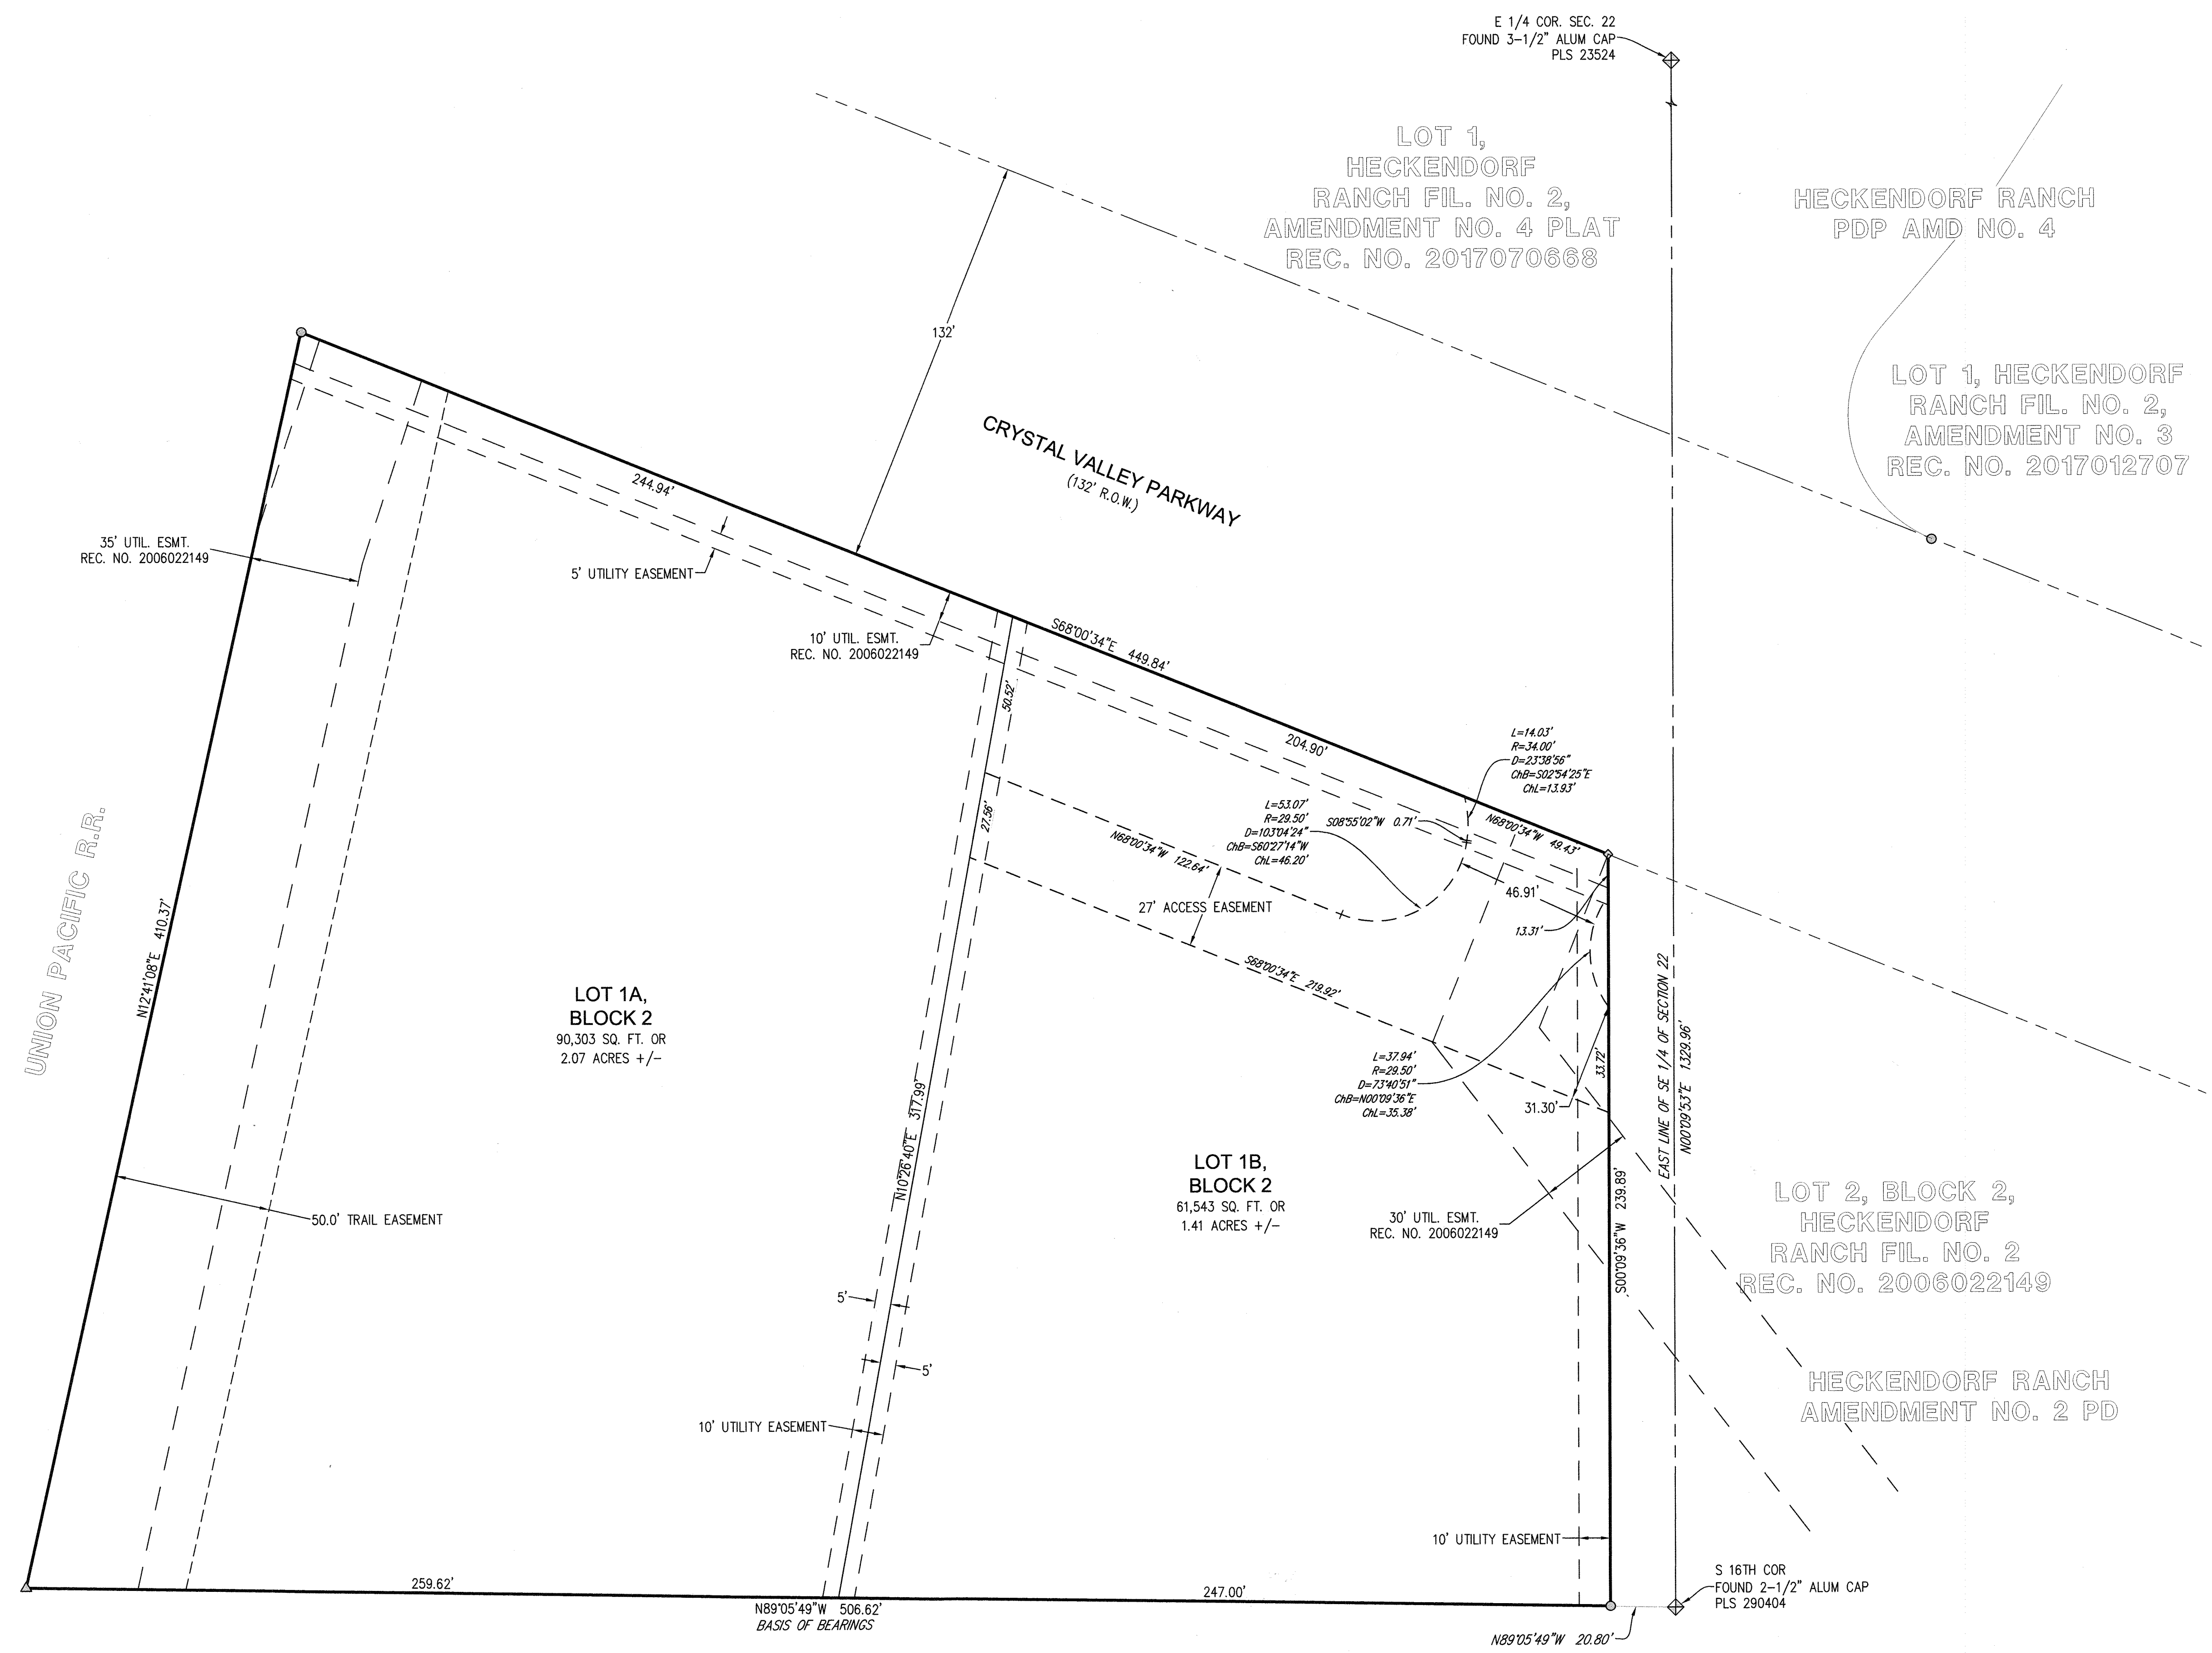 E 1/4 COR. SEC. 22
FOUND 3-1/2" ALUM CAP
PLS 23524
LOT 1,
HECKENDORF
RANCH FIL. NO. 2,
AMENDMENT NO. 4 PLAT
REC. NO. 2017070668
HECKENDORF RANCH
PDP AMD NO. 4
132'
LOT 1, HECKENDORF
RANCH FIL. NO. 2,
AMENDMENT NO. 3
REC. NO. 2017012707
CRYSTAL VALLEY PARKWAY
(132' R.O.W.)
244.94'
35' UTIL. ESMT.
REC. NO. 2006022149
5' UTILITY EASEMENT
10' UTIL. ESMT.
REC. NO. 2006022149
S68°00'34"E 449.84'
50.52'
204.90'
L=14.03'
R=34.00'
D=23°38'56"
ChB=S02°54'25"E
ChL=13.93'
27.56'
L=53.07'
R=29.50'
D=103°04'24"
ChB=S60°27'14"W
ChL=46.20'
S08°55'02"W 0.71'
N68°00'34"W 49.43'
N68°00'34"W 122.64'
46.91'
27' ACCESS EASEMENT
13.31'
UNION PACIFIC R.R.
N12°41'08"E 410.37'
S68°00'34"E 219.92'
LOT 1A,
BLOCK 2
90,303 SQ. FT. OR
2.07 ACRES +/-
EAST LINE OF SE 1/4 OF SECTION 22
N00°09'53"E 1329.96'
L=37.94'
R=29.50'
D=73°40'51"
ChB=N00°09'36"E
ChL=35.38'
33.72'
31.30'
N10°26'40"E 317.99'
LOT 1B,
BLOCK 2
61,543 SQ. FT. OR
1.41 ACRES +/-
50.0' TRAIL EASEMENT
30' UTIL. ESMT.
REC. NO. 2006022149
S00°09'36"W 239.89'
LOT 2, BLOCK 2,
HECKENDORF
RANCH FIL. NO. 2
REC. NO. 2006022149
5'
5'
HECKENDORF RANCH
AMENDMENT NO. 2 PD
10' UTILITY EASEMENT
10' UTILITY EASEMENT
S 16TH COR
FOUND 2-1/2" ALUM CAP
PLS 290404
259.62'
247.00'
N89°05'49"W 506.62'
BASIS OF BEARINGS
N89°05'49"W 20.80'